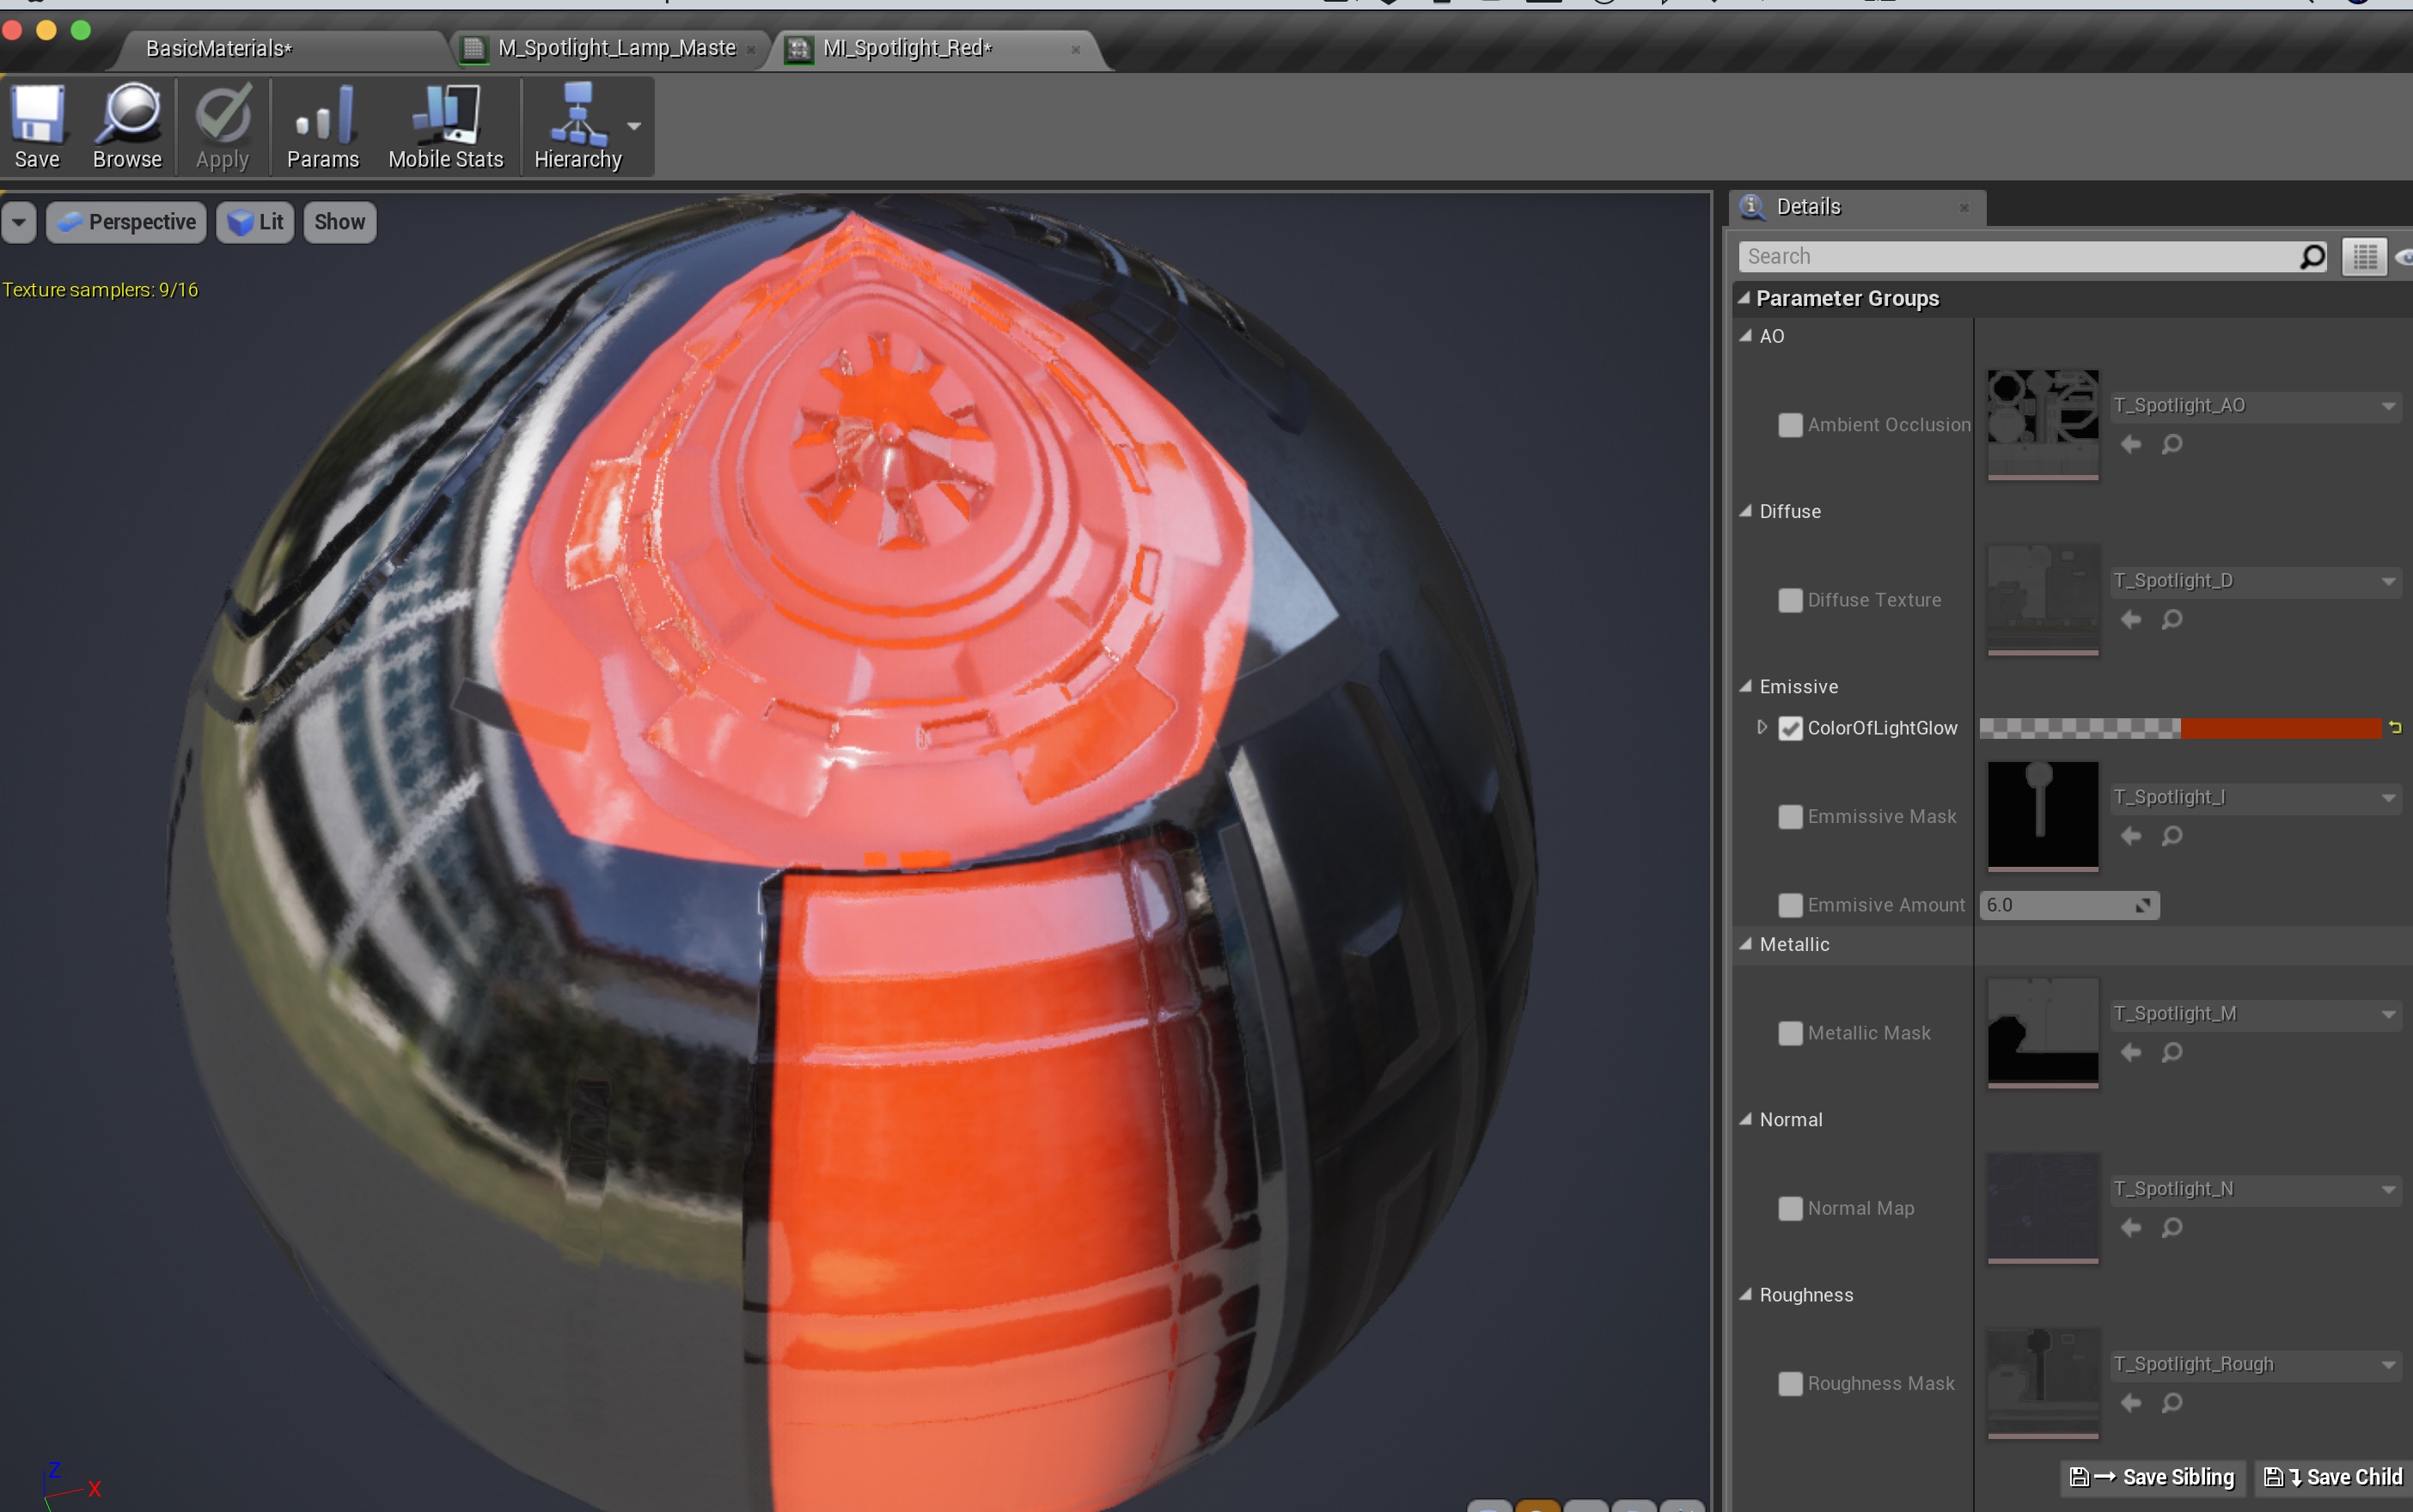 BasicMaterials*
M_Spotlight_Lamp_Maste
MI_Spotlight_Red*
Save
Browse
Apply
Params
Mobile Stats
Hierarchy
Perspective
Lit
Show
Texture samplers: 9/16
Details
Search
Parameter Groups
AO
Ambient Occlusion
T_Spotlight_AO
Diffuse
Diffuse Texture
T_Spotlight_D
Emissive
ColorOfLightGlow
Emmissive Mask
T_Spotlight_I
Emmisive Amount
6.0
Metallic
Metallic Mask
T_Spotlight_M
Normal
Normal Map
T_Spotlight_N
Roughness
Roughness Mask
T_Spotlight_Rough
Save Sibling
Save Child
Z
X